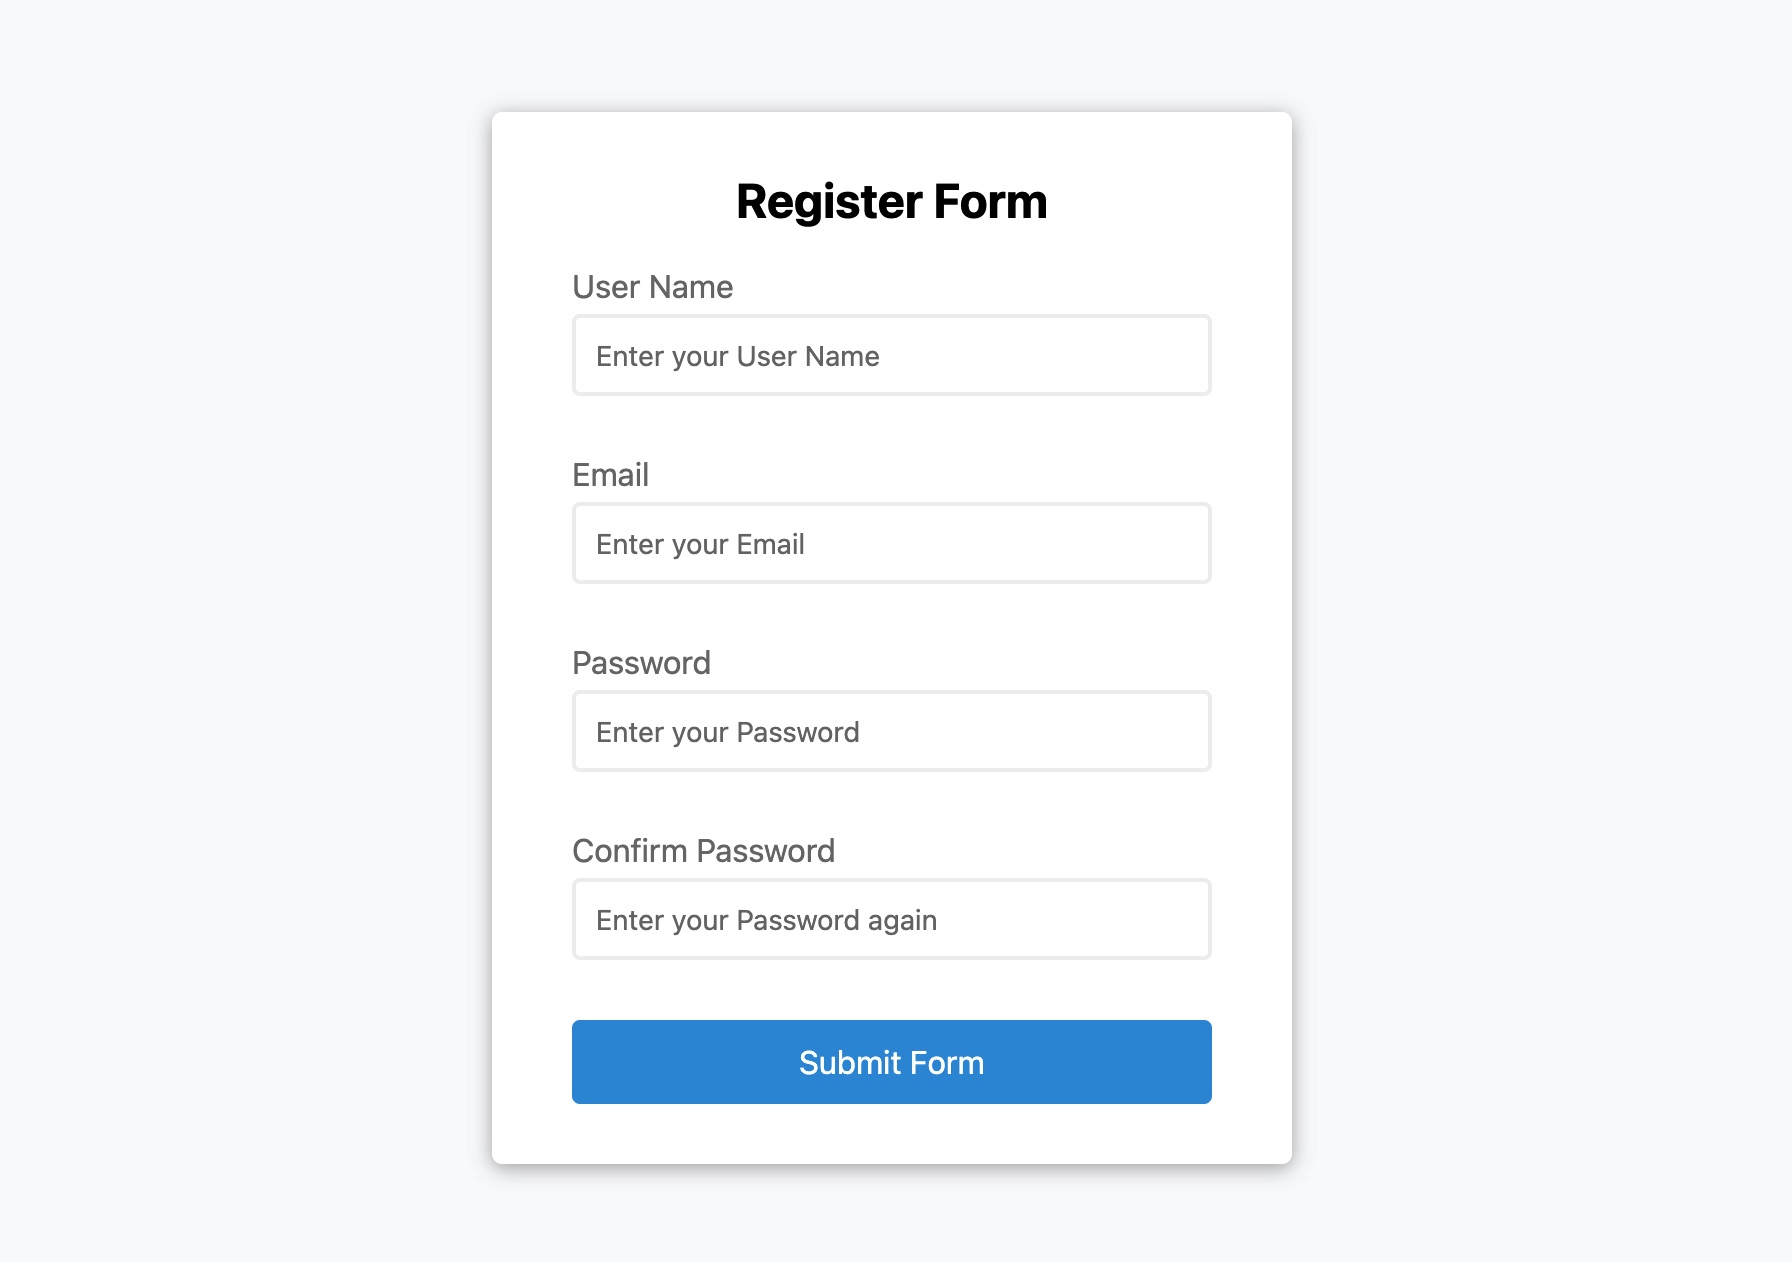 Register Form
User Name
Enter your User Name
Email
Enter your Email
Password
Enter your Password
Confirm Password
Enter your Password again
Submit Form